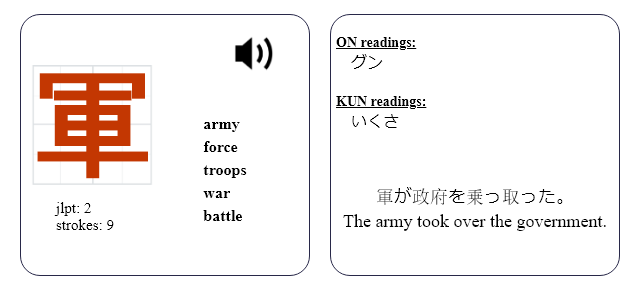 軍
army
force
troops
war
battle
jlpt: 2
strokes: 9
ON readings:
グン
KUN readings:
いくさ
軍が政府を乗っ取った。
The army took over the government.